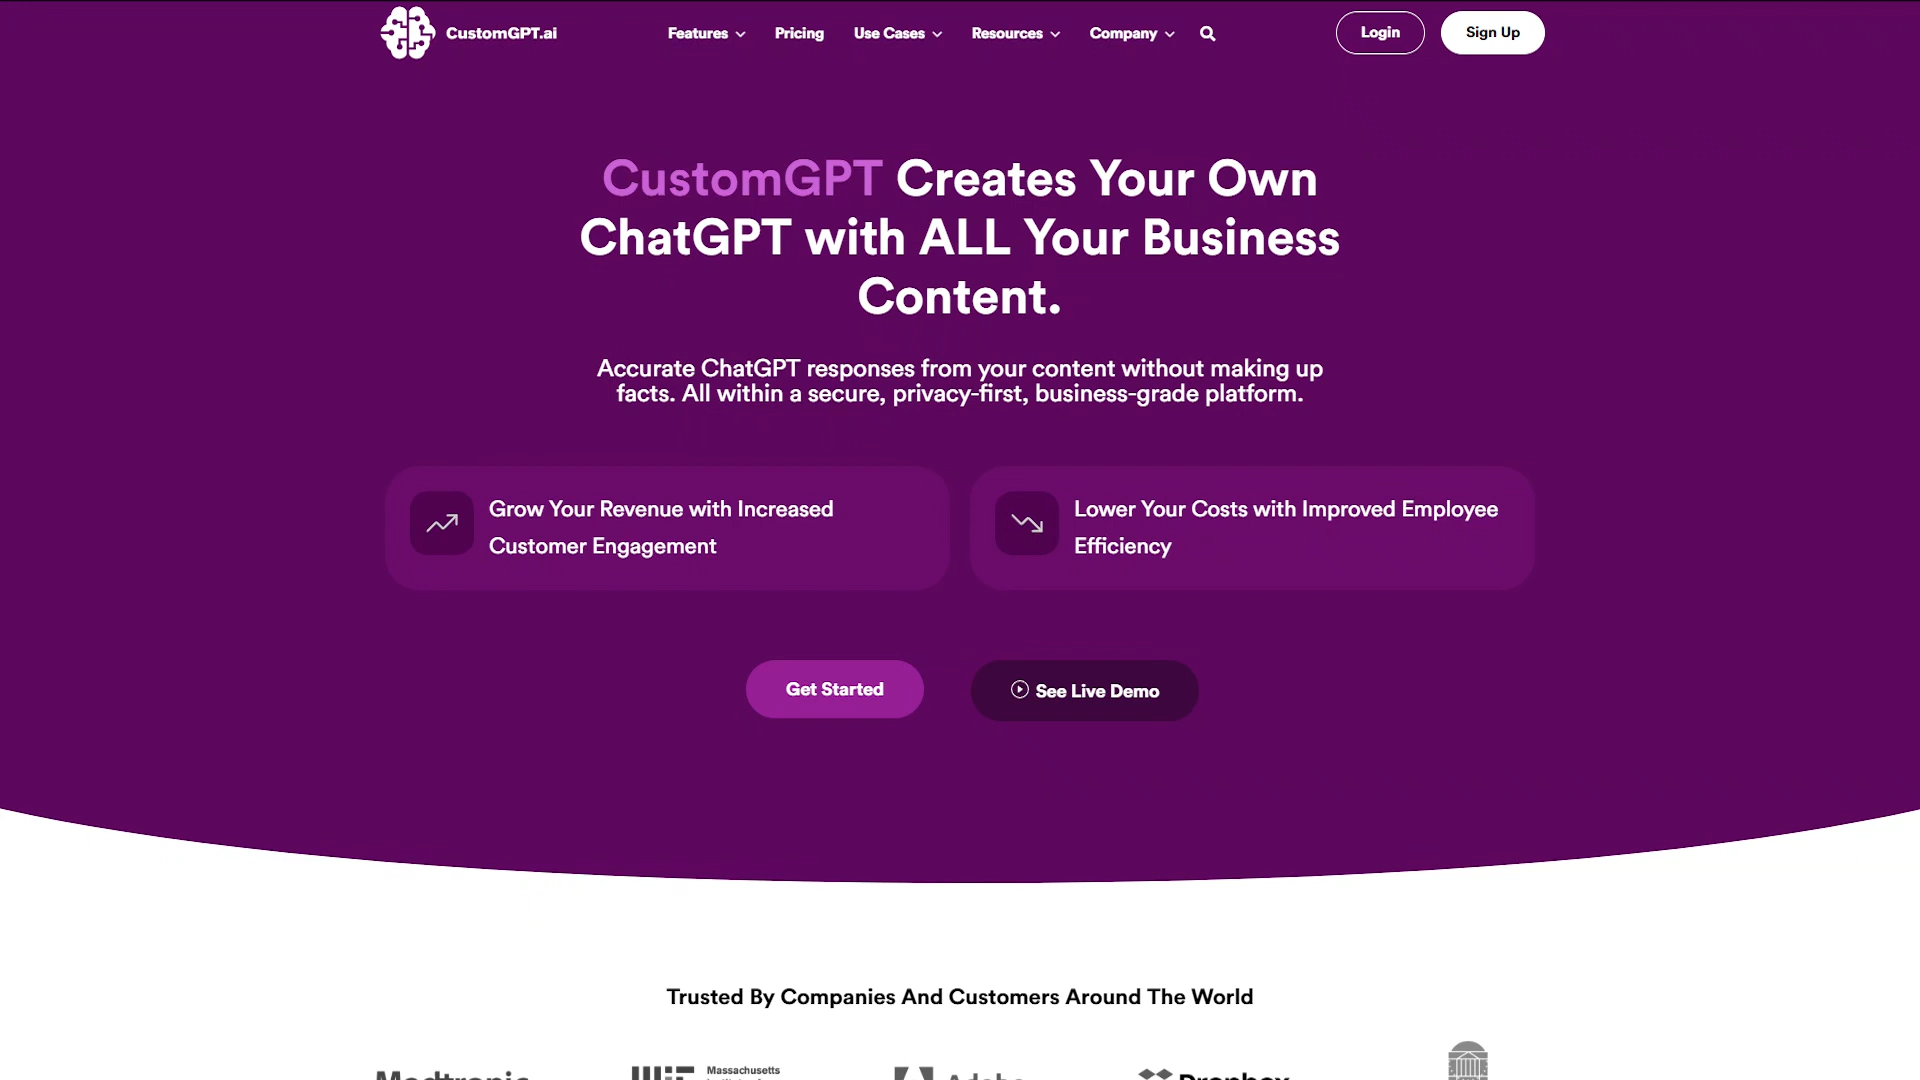 CustomGPT.ai
Features
Pricing
Use Cases
Resources
Company
Login
Sign Up
CustomGPT Creates Your Own
ChatGPT with ALL Your Business
Content.
Accurate ChatGPT responses from your content without making up
facts. All within a secure, privacy-first, business-grade platform.
Grow Your Revenue with Increased
Customer Engagement
Lower Your Costs with Improved Employee
Efficiency
Get Started
See Live Demo
Trusted By Companies And Customers Around The World
Medtronic
Massachusetts
Adobe
Dropbox